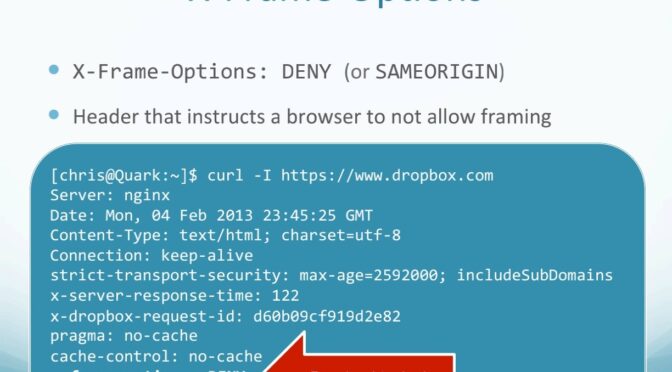 X-Frame-Options
X-Frame-Options: DENY (or SAMEORIGIN)
Header that instructs a browser to not allow framing
[chris@Quark:~]$ curl -I https://www.dropbox.com
Server: nginx
Date: Mon, 04 Feb 2013 23:45:25 GMT
Content-Type: text/html; charset=utf-8
Connection: keep-alive
strict-transport-security: max-age=2592000; includeSubDomains
x-server-response-time: 122
x-dropbox-request-id: d60b09cf919d2e82
pragma: no-cache
cache-control: no-cache